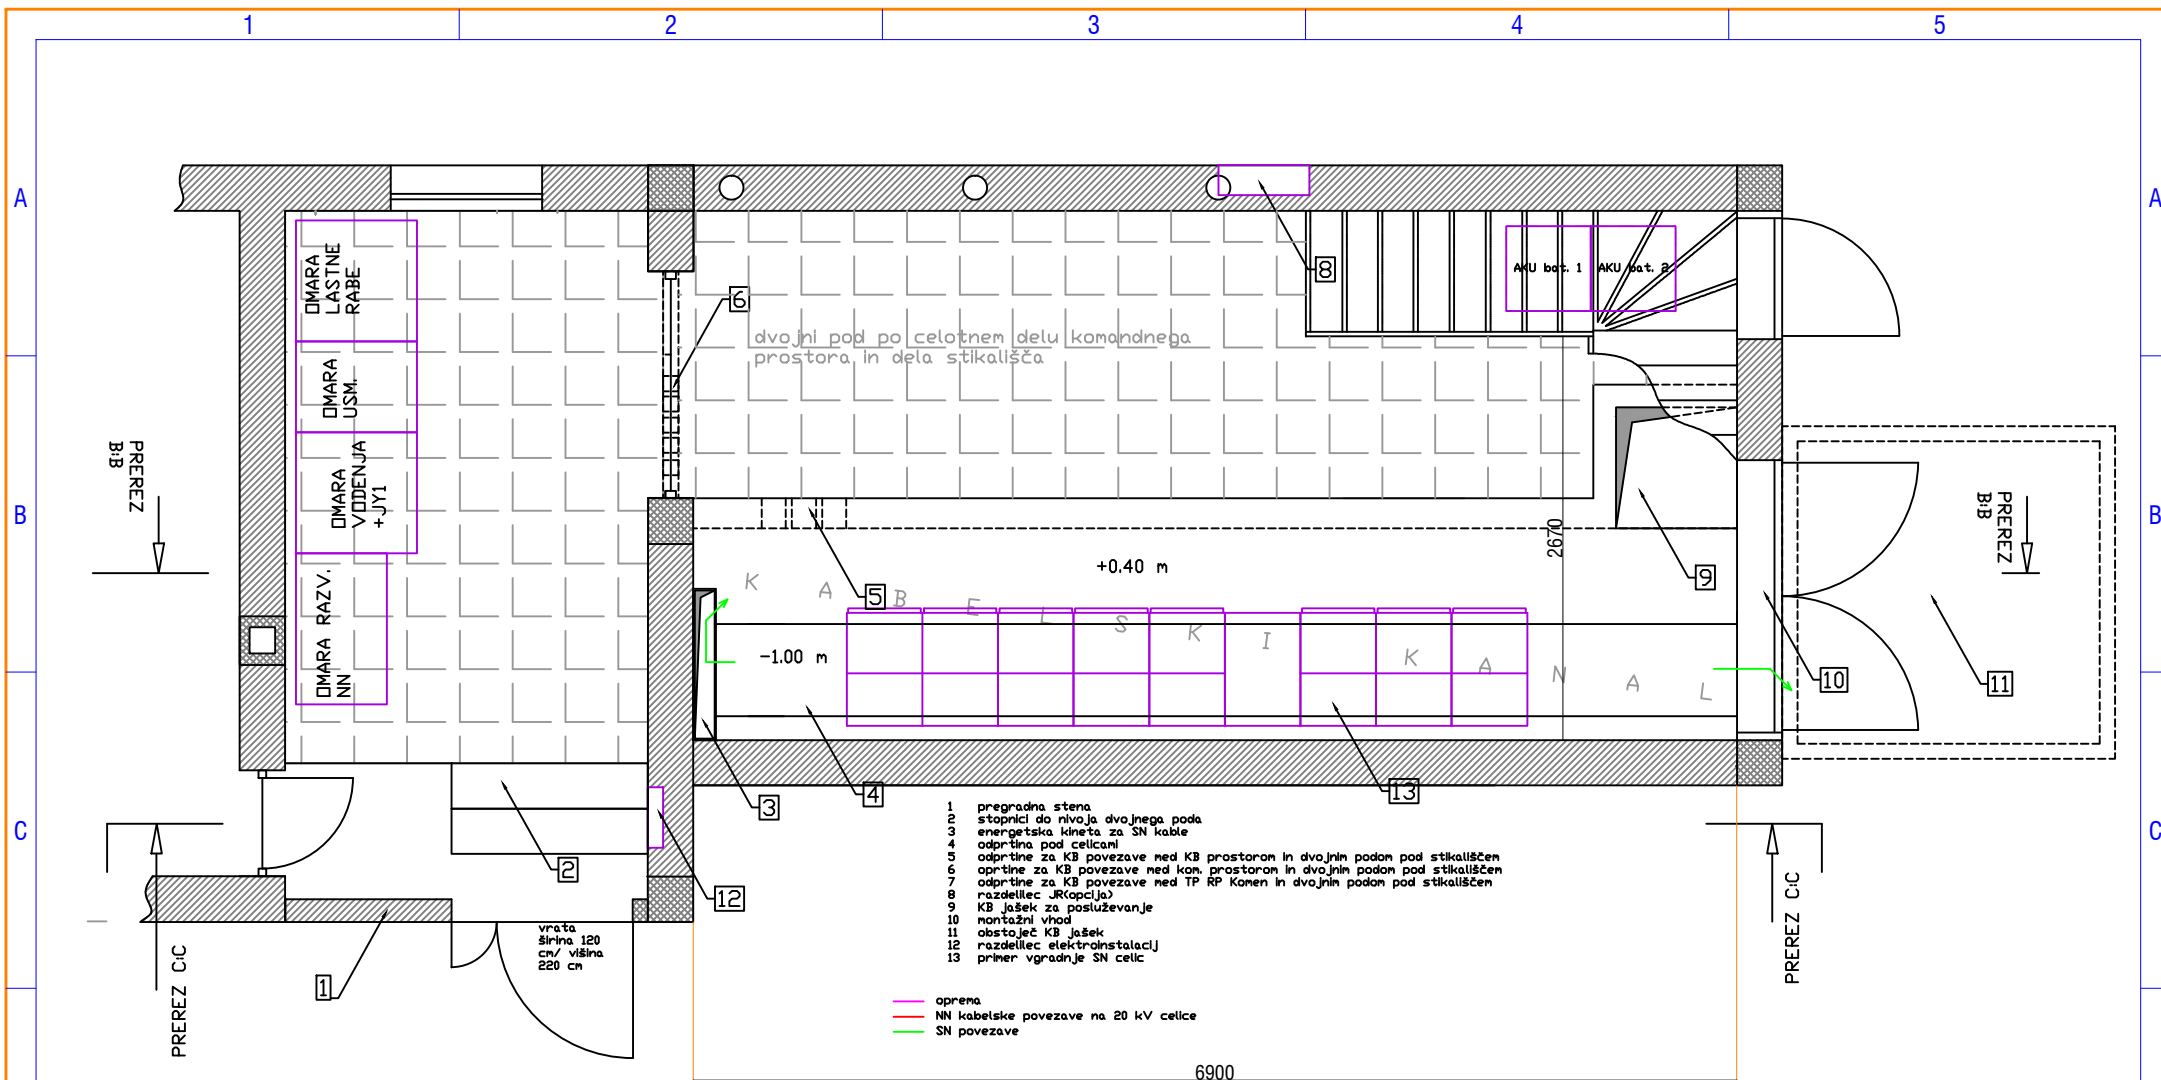 1 2 3 4 5
A A
OMARA
LASTNE
RABE
AKU bat. 1 AKU bat. 2
8
6
dvojni pod po celotnem delu komandnega
prostora in dela stikališča
OMARA
USM.
OMARA
VODENJA
+JY1
PREREZ
B:B
PREREZ
B:B
B B
2670
+0.40 m
9
5
KABELSKI KANAL
OMARA RAZV.
NN
-1.00 m
10
11
3
4
13
C C
2
12
1
PREREZ C:C
PREREZ C:C
vrata
širina 120
cm/ višina
220 cm
1 pregradna stena
2 stopnici do nivoja dvojnega poda
3 energetska kineta za SN kable
4 odprtina pod celicami
5 odprtine za KB povezave med KB prostorom in dvojnim podom pod stikališčem
6 oprtine za KB povezave med kom. prostorom in dvojnim podom pod stikališčem
7 odprtine za KB povezave med TP RP Komen in dvojnim podom pod stikališčem
8 razdelilec JR(opcija)
9 KB jašek za posluževanje
10 montažni vhod
11 obstoječ KB jašek
12 razdelilec elektroinstalacij
13 primer vgradnje SN celic
oprema
NN kabelske povezave na 20 kV celice
SN povezave
6900